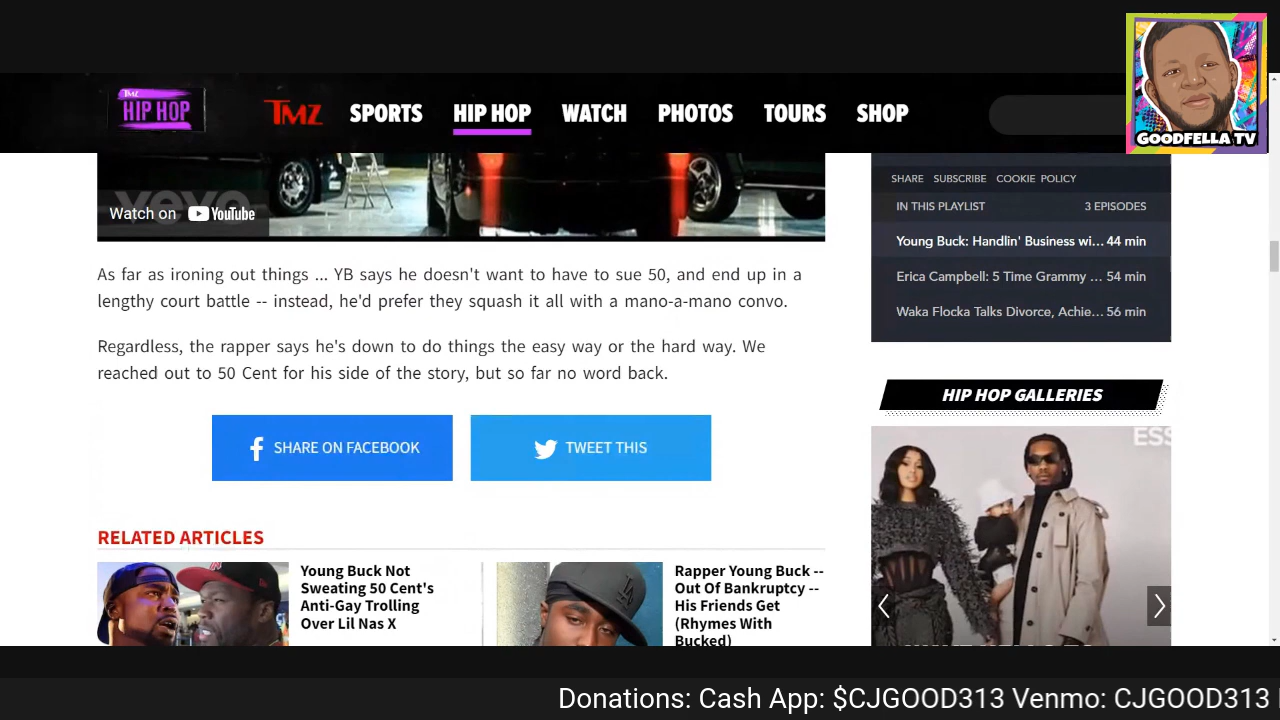 TMZ
HIP HOP
TMZ
SPORTS
HIP HOP
WATCH
PHOTOS
TOURS
SHOP
GOODFELLA TV
Watch on YouTube
As far as ironing out things ... YB says he doesn't want to have to sue 50, and end up in a
lengthy court battle -- instead, he'd prefer they squash it all with a mano-a-mano convo.
Regardless, the rapper says he's down to do things the easy way or the hard way. We
reached out to 50 Cent for his side of the story, but so far no word back.
SHARE ON FACEBOOK
TWEET THIS
RELATED ARTICLES
Young Buck Not
Sweating 50 Cent's
Anti-Gay Trolling
Over Lil Nas X
Rapper Young Buck --
Out Of Bankruptcy --
His Friends Get
(Rhymes With
Bucked)
SHARE SUBSCRIBE COOKIE POLICY
IN THIS PLAYLIST 3 EPISODES
Young Buck: Handlin' Business wi... 44 min
Erica Campbell: 5 Time Grammy ... 54 min
Waka Flocka Talks Divorce, Achie... 56 min
HIP HOP GALLERIES
ESS
Donations: Cash App: $CJGOOD313 Venmo: CJGOOD313